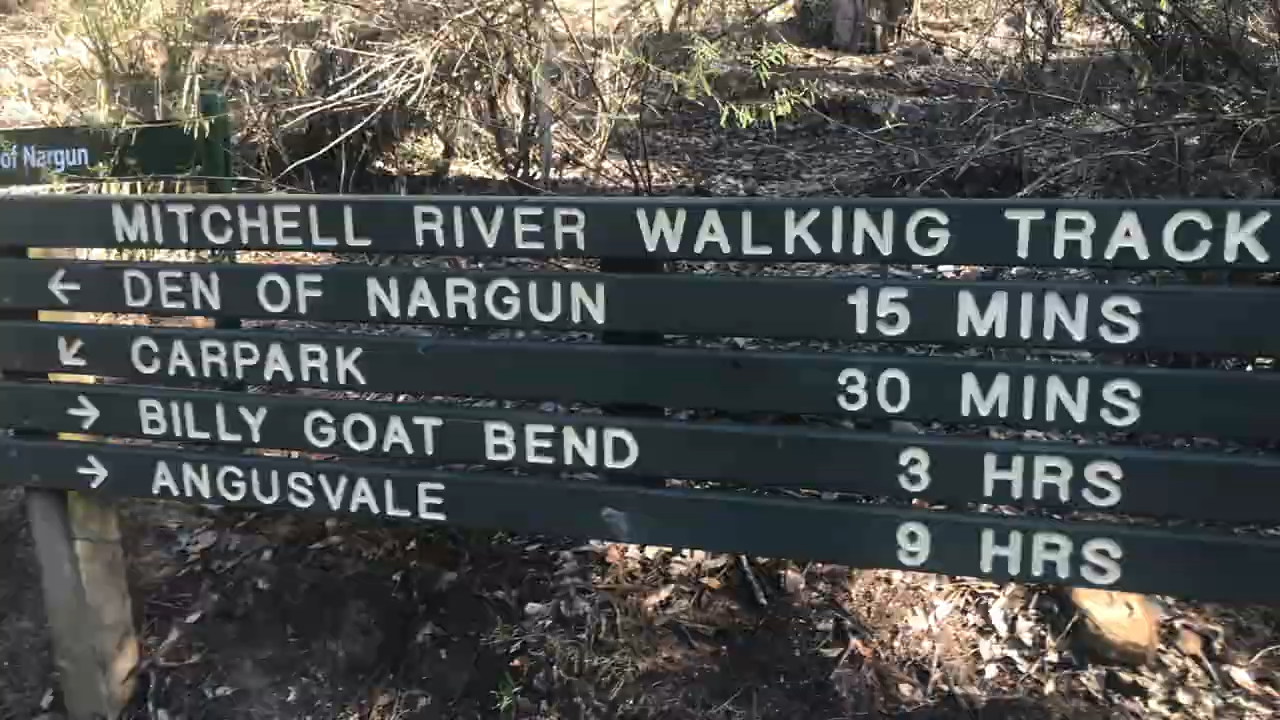 of Nargun
MITCHELL RIVER WALKING TRACK
← DEN OF NARGUN 15 MINS
↙ CARPARK 30 MINS
→ BILLY GOAT BEND 3 HRS
→ ANGUSVALE 9 HRS